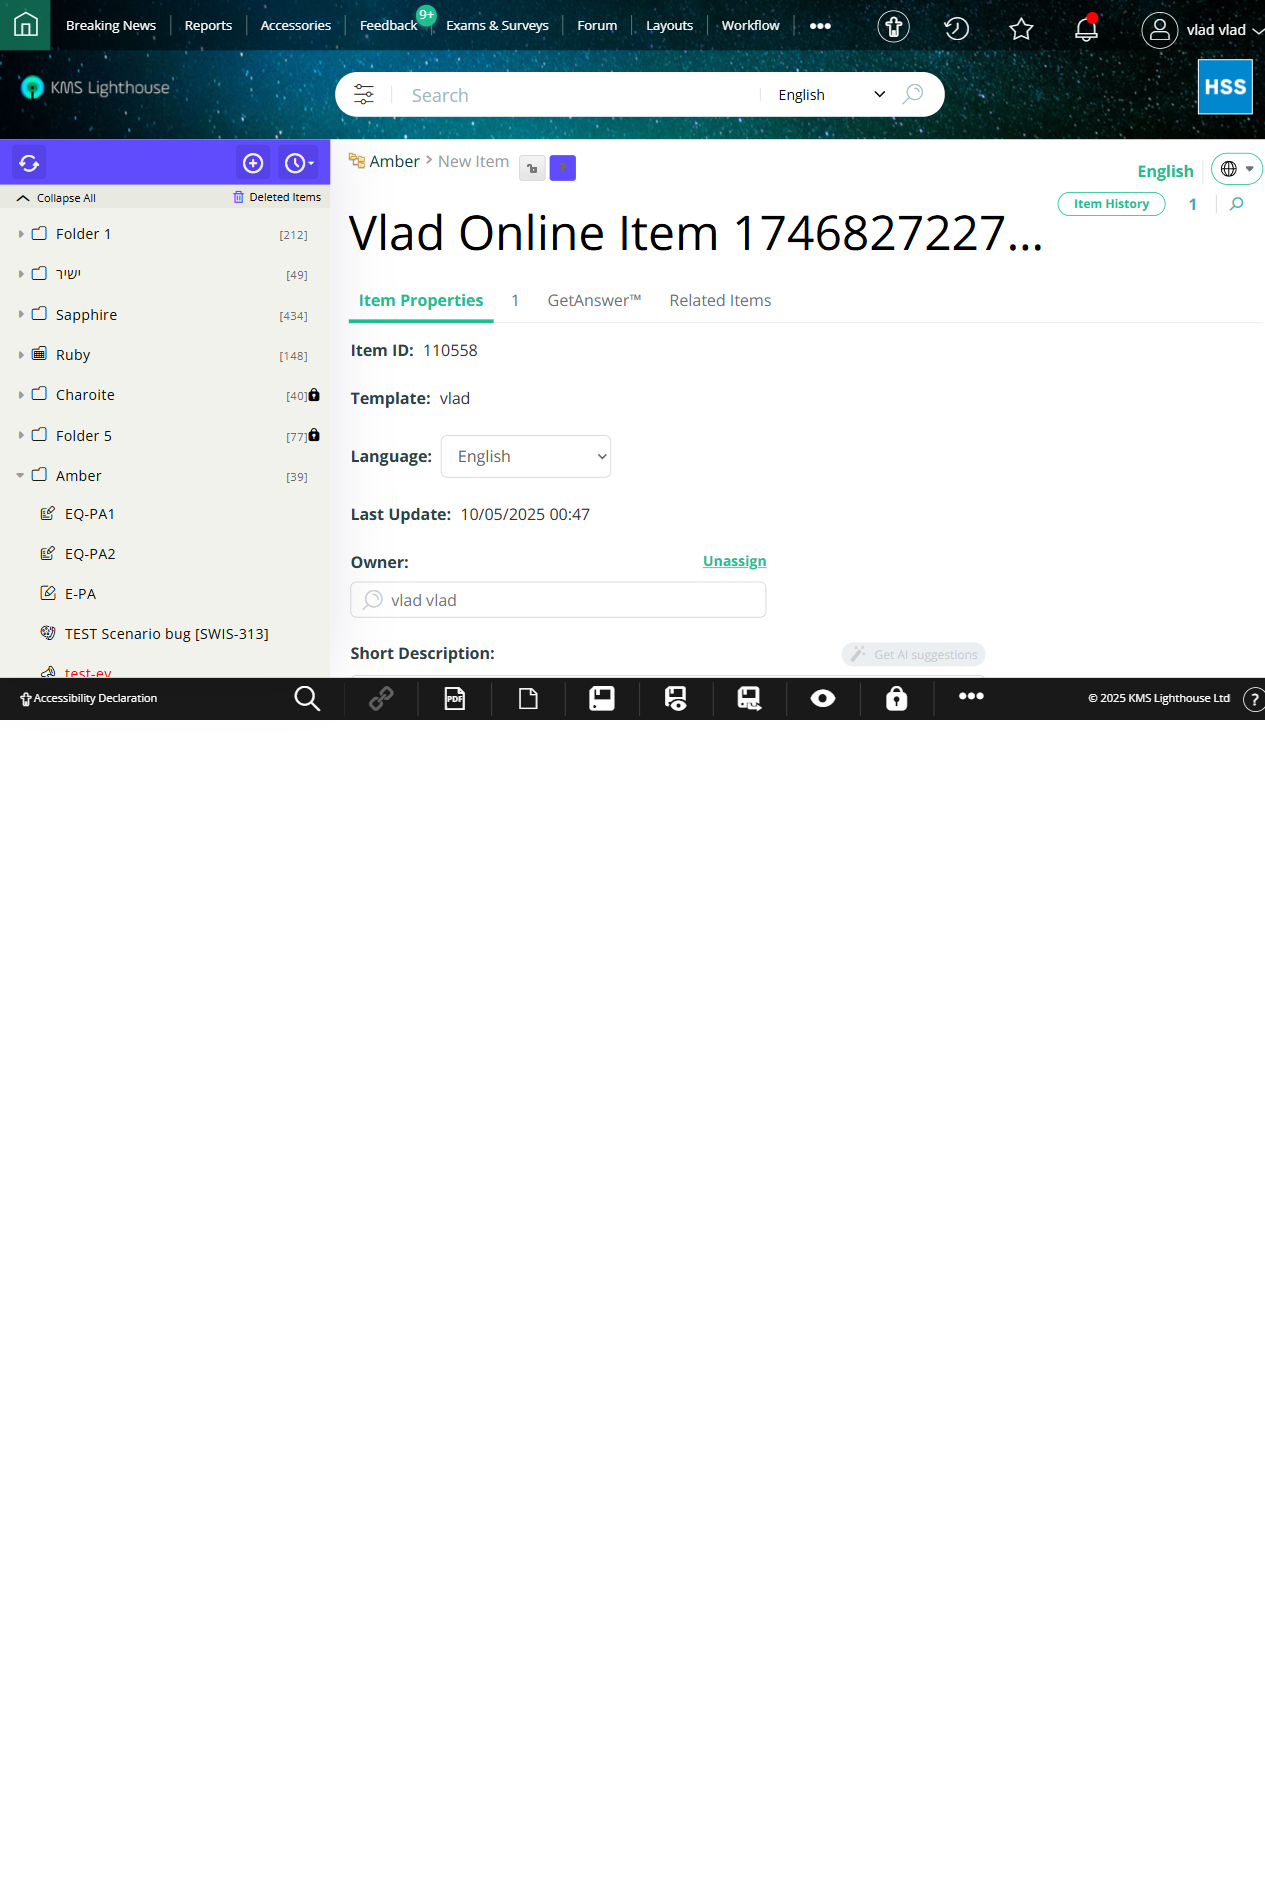 Breaking News
Reports
Accessories
Feedback
9+
Exams & Surveys
Forum
Layouts
Workflow
vlad vlad
KMS Lighthouse
Search
English
HSS
Collapse All
Deleted Items
Folder 1 [212]
ישיר [49]
Sapphire [434]
Ruby [148]
Charoite [40]
Folder 5 [77]
Amber [39]
EQ-PA1
EQ-PA2
E-PA
TEST Scenario bug [SWIS-313]
test-ev
Amber > New Item
English
Item History 1
Vlad Online Item 1746827227...
Item Properties 1 GetAnswer™ Related Items
Item ID: 110558
Template: vlad
Language: English
Last Update: 10/05/2025 00:47
Owner: Unassign
vlad vlad
Short Description: Get AI suggestions
Accessibility Declaration
PDF
© 2025 KMS Lighthouse Ltd
?